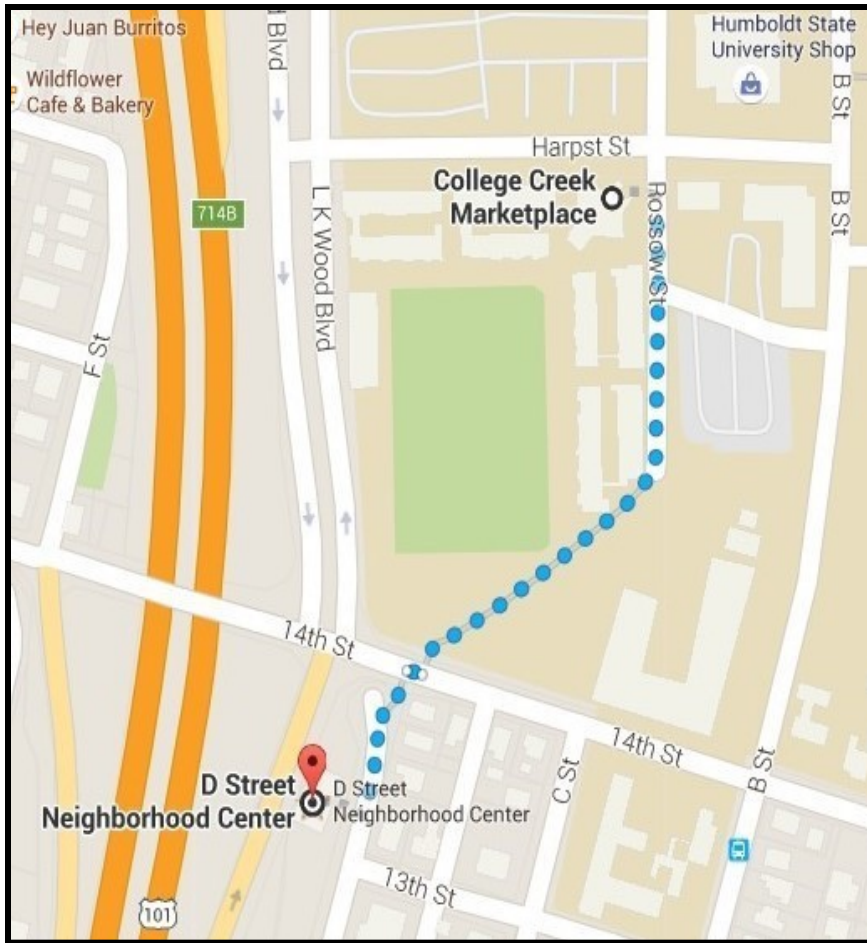 Hey Juan Burritos
Wildflower
Cafe & Bakery
Blvd
Humboldt State
University Shop
B St
Harpst St
714B
College Creek
Marketplace
L K Wood Blvd
Rossow St
B St
F St
14th St
14th St
D Street
Neighborhood Center
D Street
Neighborhood Center
C St
B St
13th St
101